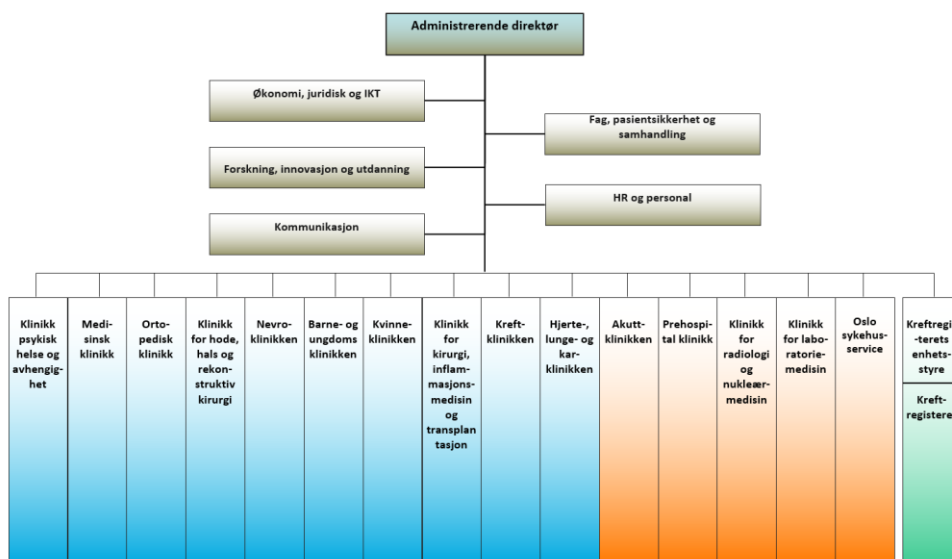 Administrerende direktør
Økonomi, juridisk og IKT
Fag, pasientsikkerhet og
samhandling
Forskning, innovasjon og utdanning
HR og personal
Kommunikasjon
Klinikk
psykisk
helse og
avhengig-
het
Medi-
sinsk
klinikk
Orto-
pedisk
klinikk
Klinikk
for hode,
hals og
rekon-
struktiv
kirurgi
Nevro-
klinikken
Barne- og
ungdoms
klinikken
Kvinne-
klinikken
Klinikk
for
kirurgi,
inflam-
masjons-
medisin
og
transplan
tasjon
Kreft-
klinikken
Hjerte-,
lunge- og
kar-
klinikken
Akutt-
klinikken
Prehospi-
tal klinikk
Klinikk
for
radiologi
og
nukleær-
medisin
Klinikk
for labo-
ratorie-
medisin
Oslo
sykehus-
service
Kreftregi
-terets
enhets-
styre
Kreft-
registere